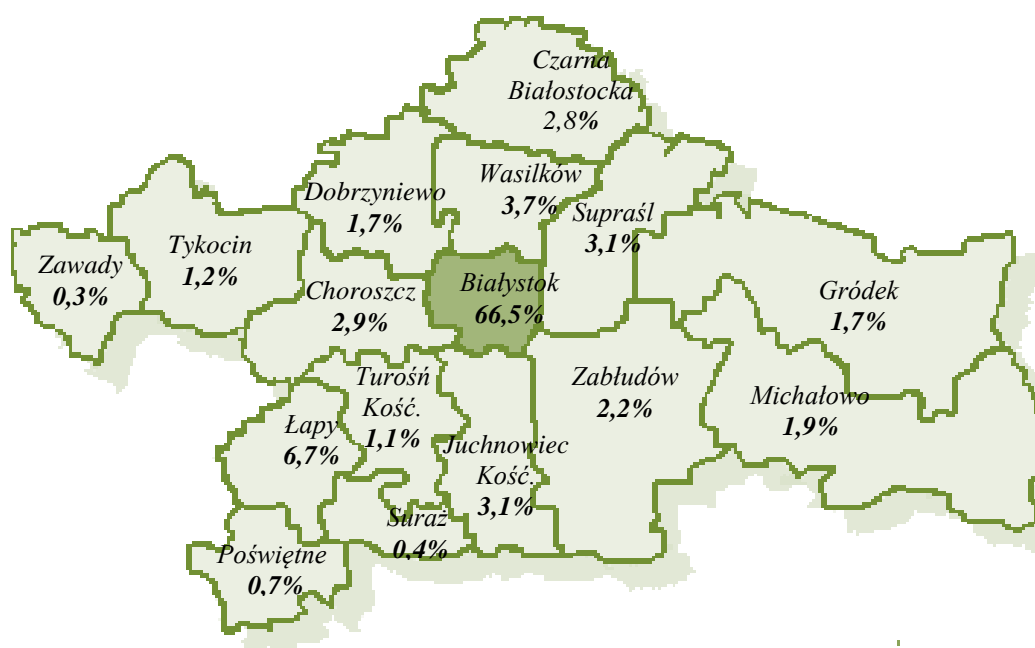 Czarna
Białostocka
2,8%
Wasilków
3,7%
Dobrzyniewo
1,7%
Supraśl
3,1%
Tykocin
1,2%
Zawady
0,3%
Choroszcz
2,9%
Białystok
66,5%
Gródek
1,7%
Turośń
Kość.
1,1%
Zabłudów
2,2%
Michałowo
1,9%
Łapy
6,7%
Juchnowiec
Kość.
3,1%
Suraż
0,4%
Poświętne
0,7%